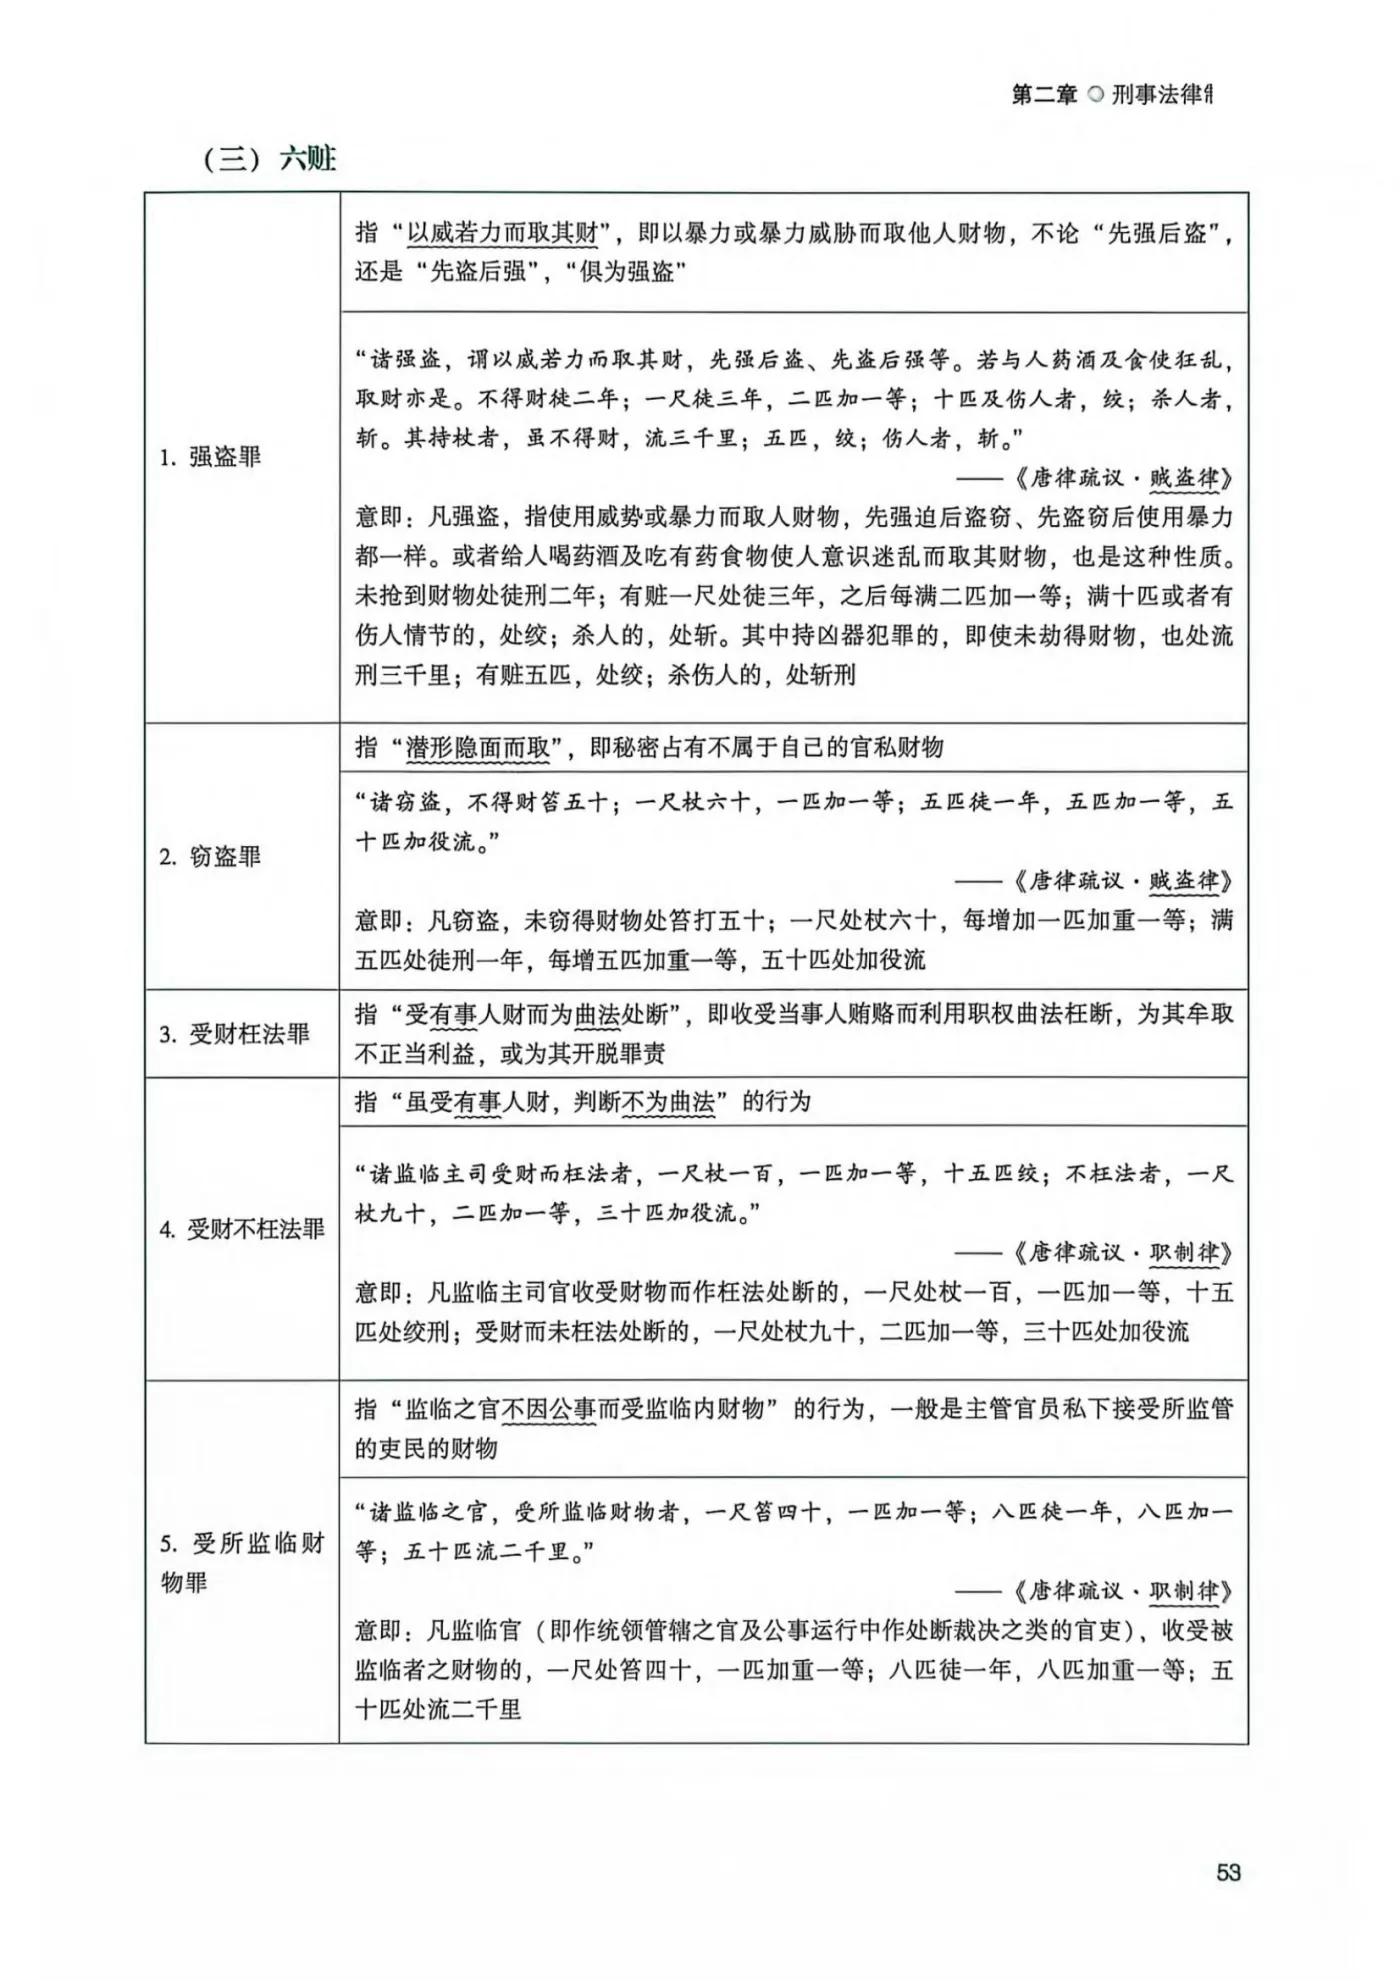 第二章 ◎ 刑事法律制
（三）六赃
1. 强盗罪
指“以威若力而取其财”，即以暴力或暴力威胁而取他人财物，不论“先强后盗”，
还是“先盗后强”，“俱为强盗”
“诸强盗，谓以威若力而取其财，先强后盗、先盗后强等。若与人药酒及食使狂乱，
取财亦是。不得财徒二年；一尺徒三年，二匹加一等；十匹及伤人者，绞；杀人者，
斩。其持杖者，虽不得财，流三千里；五匹，绞；伤人者，斩。”
——《唐律疏议·贼盗律》
意即：凡强盗，指使用威势或暴力而取人财物，先强迫后盗窃、先盗窃后使用暴力
都一样。或者给人喝药酒及吃有药食物使人意识迷乱而取其财物，也是这种性质。
未抢到财物处徒刑二年；有赃一尺处徒三年，之后每满二匹加一等；满十匹或者有
伤人情节的，处绞；杀人的，处斩。其中持凶器犯罪的，即使未劫得财物，也处流
刑三千里；有赃五匹，处绞；杀伤人的，处斩刑
2. 窃盗罪
指“潜形隐面而取”，即秘密占有不属于自己的官私财物
“诸窃盗，不得财笞五十；一尺杖六十，一匹加一等；五匹徒一年，五匹加一等，五
十匹加役流。”
——《唐律疏议·贼盗律》
意即：凡窃盗，未窃得财物处笞打五十；一尺处杖六十，每增加一匹加重一等；满
五匹处徒刑一年，每增五匹加重一等，五十匹处加役流
3. 受财枉法罪
指“受有事人财而为曲法处断”，即收受当事人贿赂而利用职权曲法枉断，为其牟取
不正当利益，或为其开脱罪责
4. 受财不枉法罪
指“虽受有事人财，判断不为曲法”的行为
“诸监临主司受财而枉法者，一尺杖一百，一匹加一等，十五匹绞；不枉法者，一尺
杖九十，二匹加一等，三十匹加役流。”
——《唐律疏议·职制律》
意即：凡监临主司官收受财物而作枉法处断的，一尺处杖一百，一匹加一等，十五
匹处绞刑；受财而未枉法处断的，一尺处杖九十，二匹加一等，三十匹处加役流
5. 受所监临财
物罪
指“监临之官不因公事而受监临内财物”的行为，一般是主管官员私下接受所监管
的吏民的财物
“诸监临之官，受所监临财物者，一尺笞四十，一匹加一等；八匹徒一年，八匹加一
等；五十匹流二千里。”
——《唐律疏议·职制律》
意即：凡监临官（即作统领管辖之官及公事运行中作处断裁决之类的官吏），收受被
监临者之财物的，一尺处笞四十，一匹加重一等；八匹徒一年，八匹加重一等；五
十匹处流二千里
53